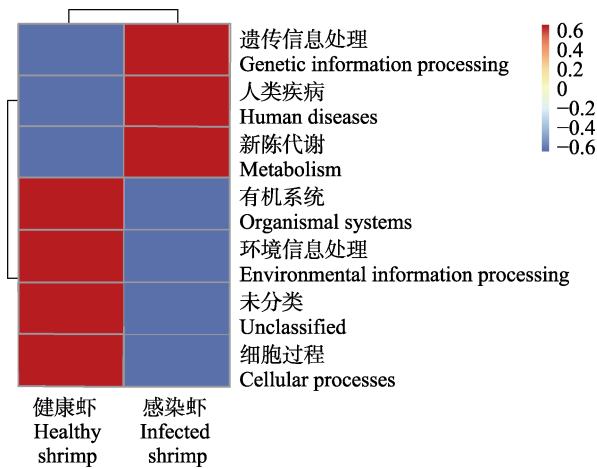 遗传信息处理
Genetic information processing
人类疾病
Human diseases
新陈代谢
Metabolism
有机系统
Organismal systems
环境信息处理
Environmental information processing
未分类
Unclassified
细胞过程
Cellular processes
0.6
0.4
0.2
0
−0.2
−0.4
−0.6
健康虾
Healthy
shrimp
感染虾
Infected
shrimp